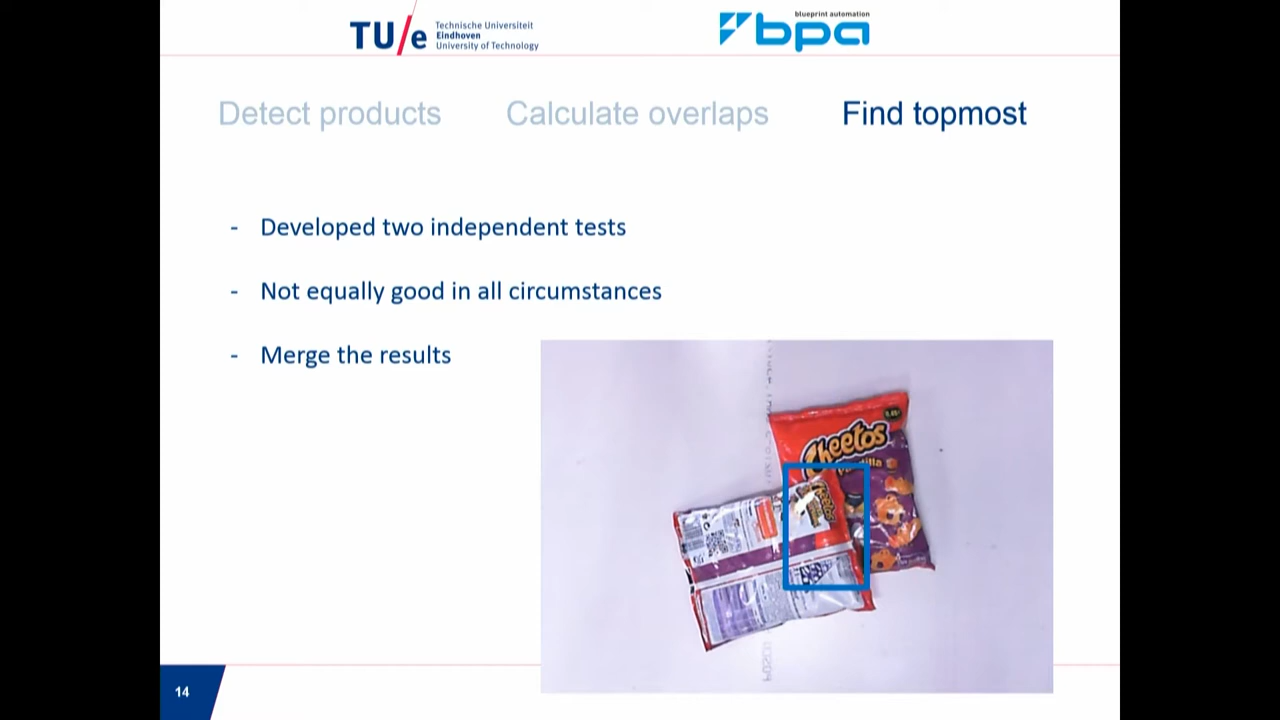 TU/e Technische Universiteit
Eindhoven
University of Technology
blueprint automation
bpa
Detect products Calculate overlaps Find topmost
- Developed two independent tests
- Not equally good in all circumstances
- Merge the results
Cheetos
14